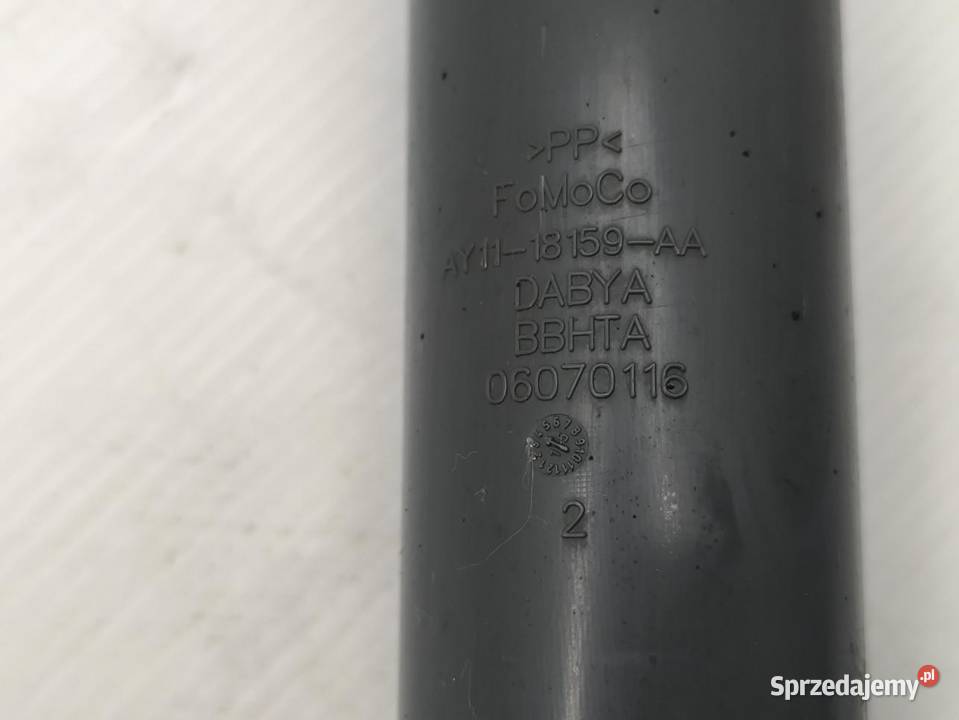 >PP<
FoMoCo
AY11-18159-AA
DABYA
BBHTA
06070116
2
Sprzedajemy.pl